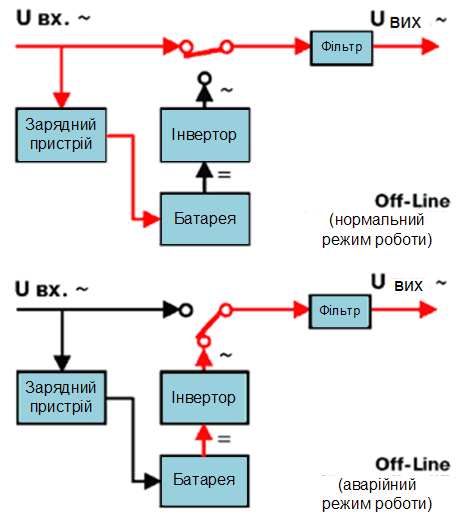 U вх. ~
U вих ~
Фільтр
Зарядний
пристрій
~
Інвертор
=
Батарея
Off-Line
(нормальний
режим роботи)
U вх. ~
U вих ~
Фільтр
~
Зарядний
пристрій
Інвертор
=
Батарея
Off-Line
(аварійний
режим роботи)